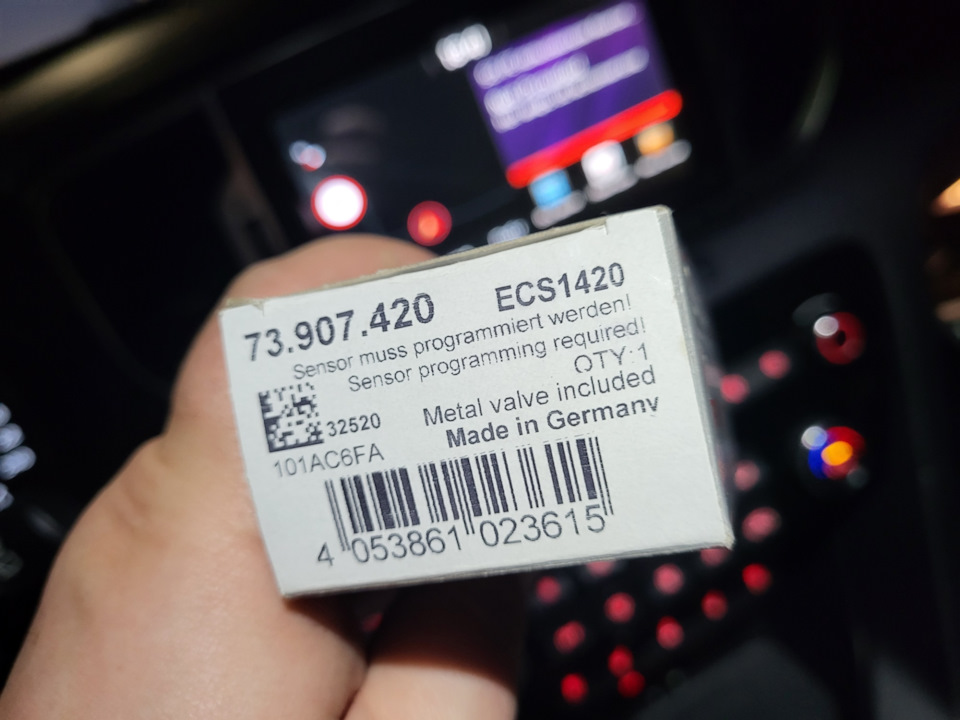 73.907.420 ECS1420
Sensor muss programmiert werden!
Sensor programming required!
QTY:1
32520 Metal valve included
101AC6FA Made in Germany
4 053861 023615